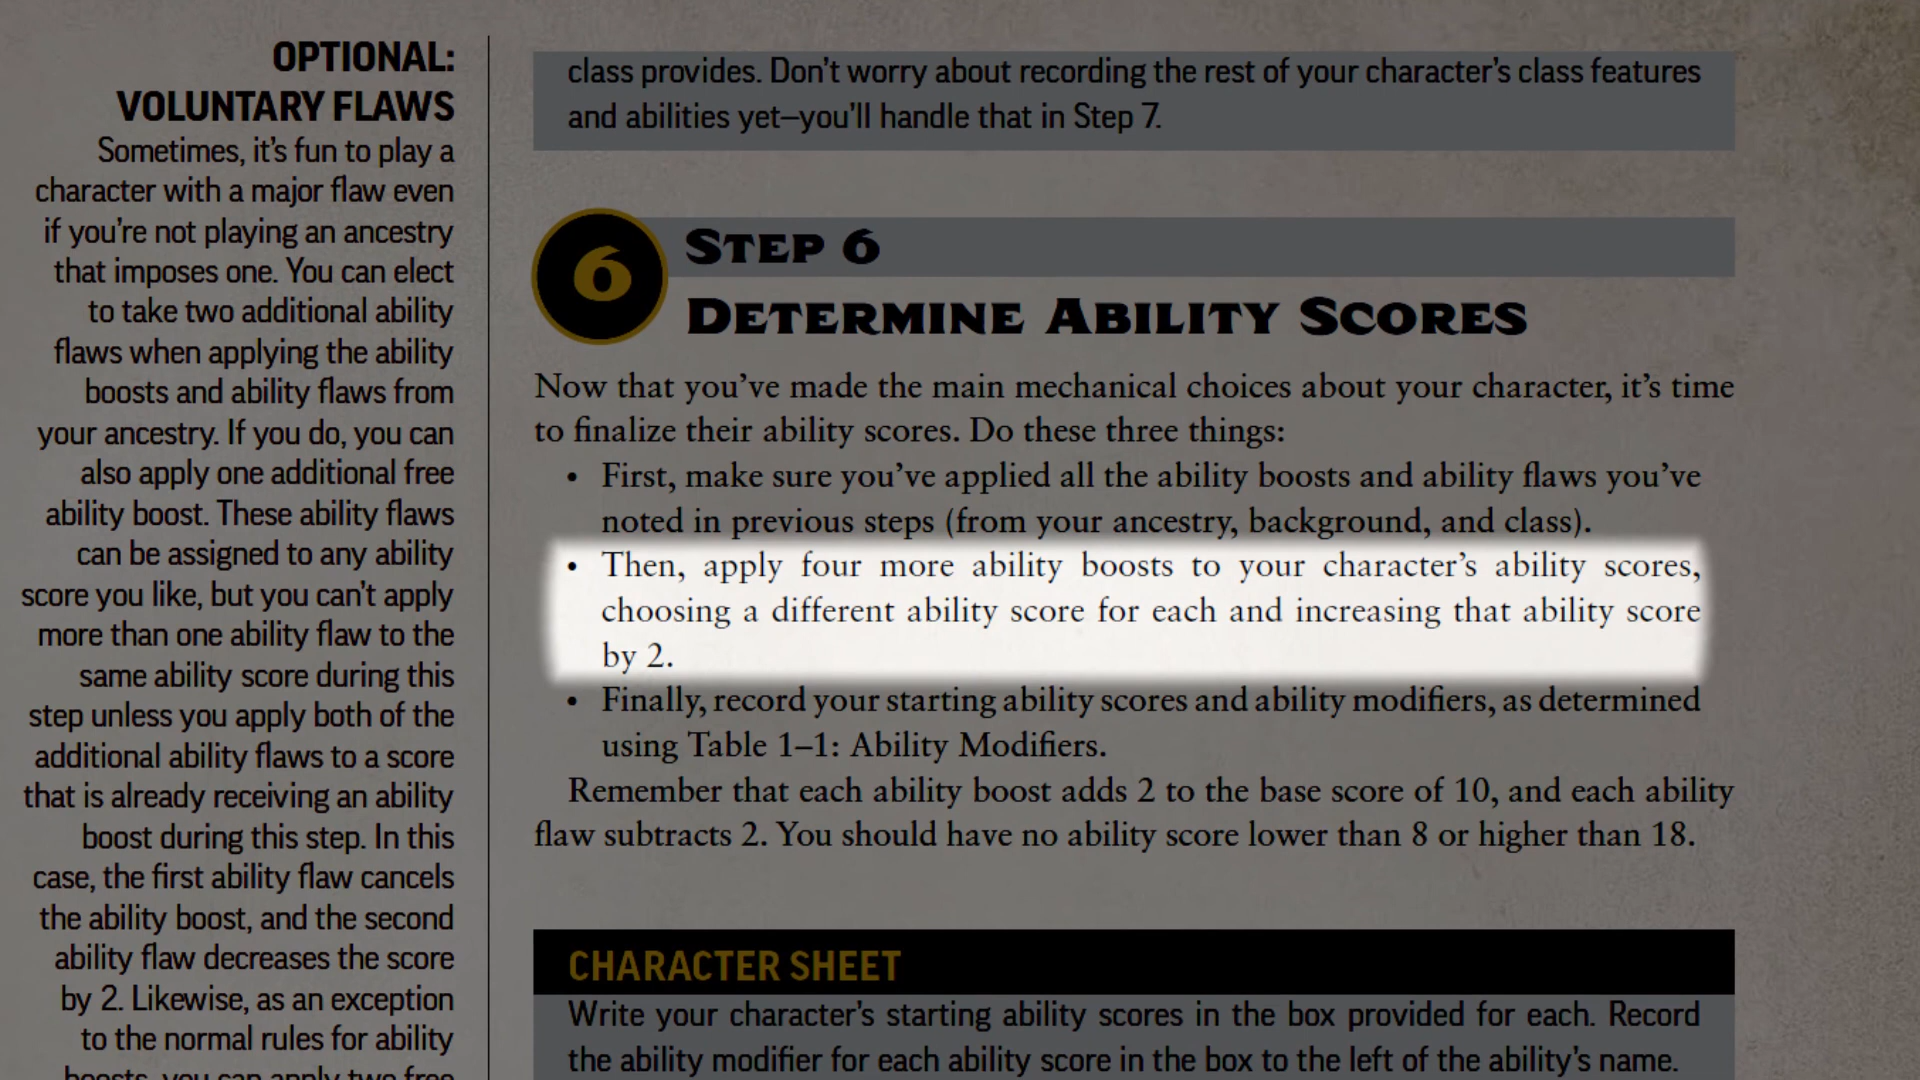 OPTIONAL:
VOLUNTARY FLAWS
Sometimes, it's fun to play a
character with a major flaw even
if you're not playing an ancestry
that imposes one. You can elect
to take two additional ability
flaws when applying the ability
boosts and ability flaws from
your ancestry. If you do, you can
also apply one additional free
ability boost. These ability flaws
can be assigned to any ability
score you like, but you can't apply
more than one ability flaw to the
same ability score during this
step unless you apply both of the
additional ability flaws to a score
that is already receiving an ability
boost during this step. In this
case, the first ability flaw cancels
the ability boost, and the second
ability flaw decreases the score
by 2. Likewise, as an exception
to the normal rules for ability
boosts, you can apply two free
class provides. Don't worry about recording the rest of your character's class features
and abilities yet—you'll handle that in Step 7.
6
STEP 6
DETERMINE ABILITY SCORES
Now that you've made the main mechanical choices about your character, it's time
to finalize their ability scores. Do these three things:
• First, make sure you've applied all the ability boosts and ability flaws you've
noted in previous steps (from your ancestry, background, and class).
• Then, apply four more ability boosts to your character's ability scores,
choosing a different ability score for each and increasing that ability score
by 2.
• Finally, record your starting ability scores and ability modifiers, as determined
using Table 1–1: Ability Modifiers.
Remember that each ability boost adds 2 to the base score of 10, and each ability
flaw subtracts 2. You should have no ability score lower than 8 or higher than 18.
CHARACTER SHEET
Write your character's starting ability scores in the box provided for each. Record
the ability modifier for each ability score in the box to the left of the ability's name.